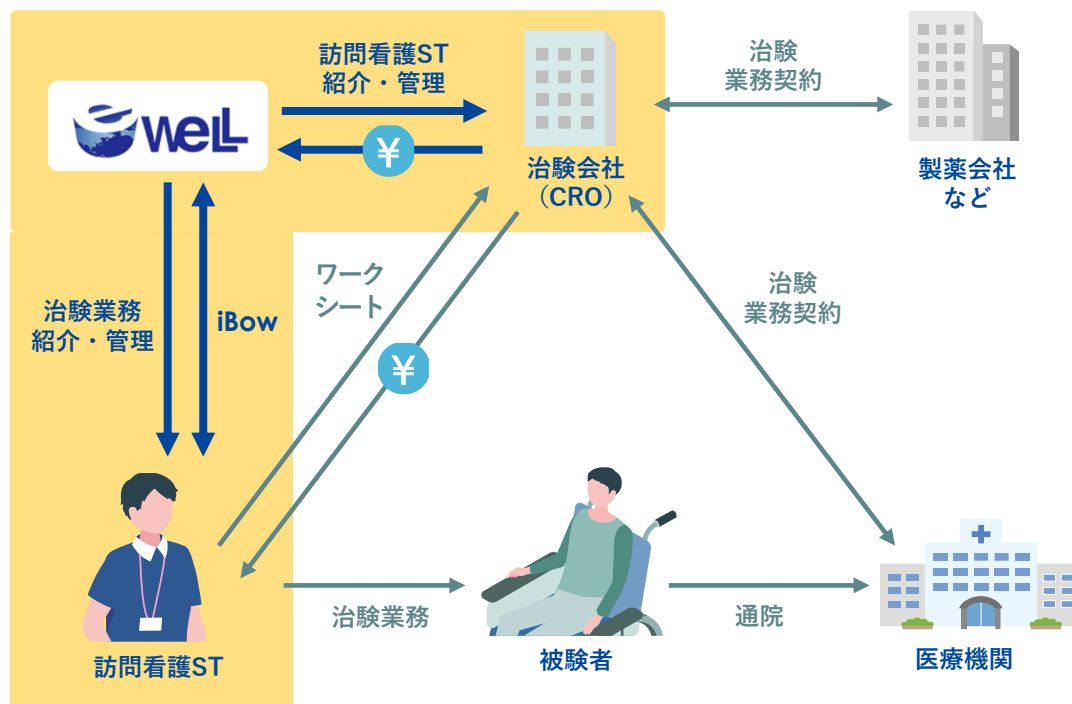 訪問看護ST
紹介・管理
治験
業務契約
eWeLL
¥
治験会社
（CRO）
製薬会社
など
ワーク
シート
治験
業務契約
治験業務
紹介・管理
iBow
¥
治験業務
通院
訪問看護ST
被験者
医療機関